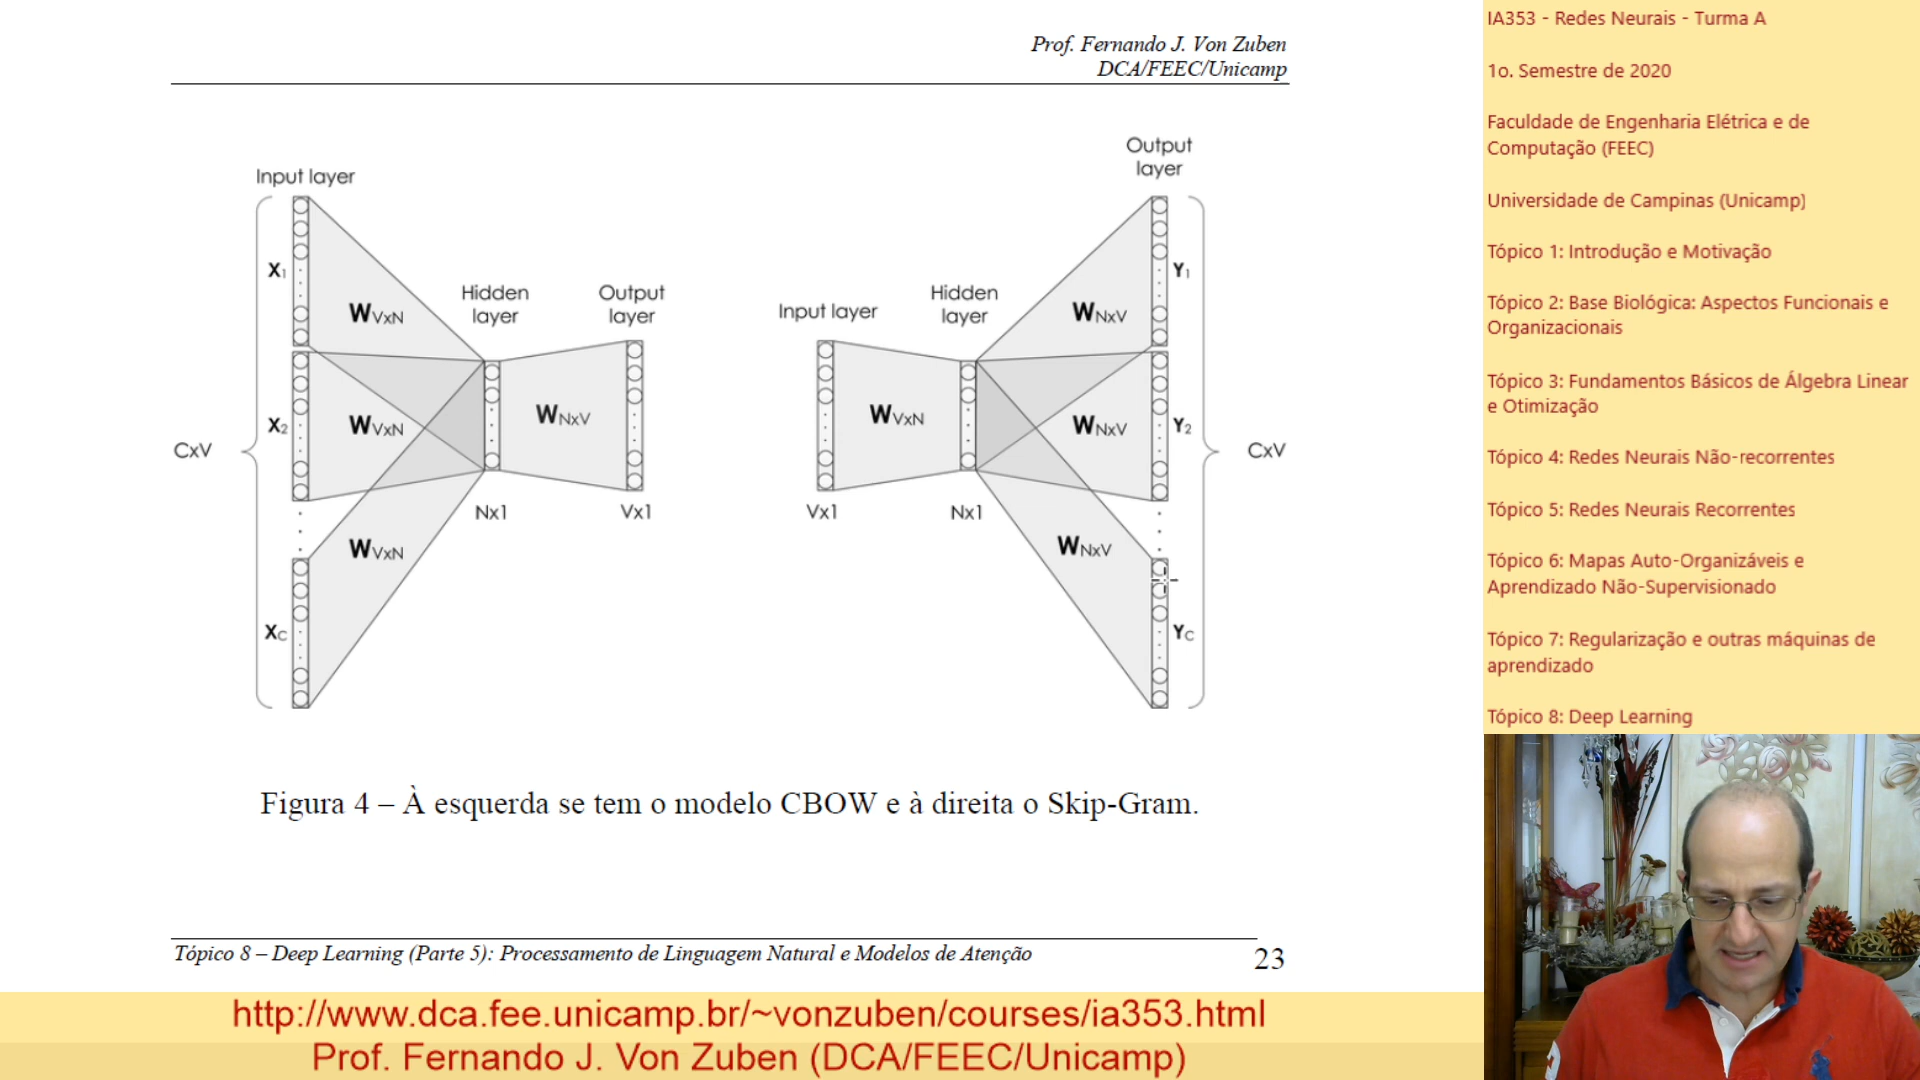 Prof. Fernando J. Von Zuben
DCA/FEEC/Unicamp
Input layer
X1
X2
XC
CxV
WVxN
WVxN
WVxN
Hidden
layer
Nx1
WNxV
Output
layer
Vx1
Input layer
Vx1
WVxN
Hidden
layer
Nx1
WNxV
WNxV
WNxV
Output
layer
Y1
Y2
YC
CxV
Figura 4 – À esquerda se tem o modelo CBOW e à direita o Skip-Gram.
Tópico 8 – Deep Learning (Parte 5): Processamento de Linguagem Natural e Modelos de Atenção
23
http://www.dca.fee.unicamp.br/~vonzuben/courses/ia353.html
Prof. Fernando J. Von Zuben (DCA/FEEC/Unicamp)
IA353 - Redes Neurais - Turma A
1o. Semestre de 2020
Faculdade de Engenharia Elétrica e de
Computação (FEEC)
Universidade de Campinas (Unicamp)
Tópico 1: Introdução e Motivação
Tópico 2: Base Biológica: Aspectos Funcionais e
Organizacionais
Tópico 3: Fundamentos Básicos de Álgebra Linear
e Otimização
Tópico 4: Redes Neurais Não-recorrentes
Tópico 5: Redes Neurais Recorrentes
Tópico 6: Mapas Auto-Organizáveis e
Aprendizado Não-Supervisionado
Tópico 7: Regularização e outras máquinas de
aprendizado
Tópico 8: Deep Learning